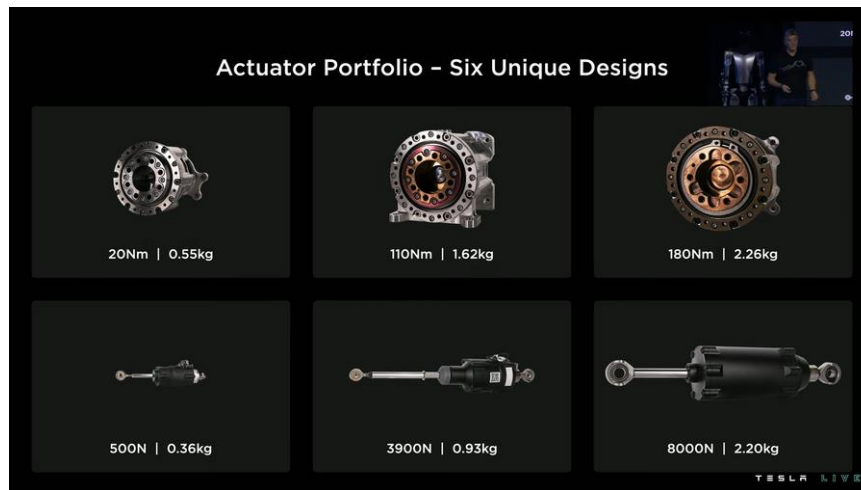 Actuator Portfolio – Six Unique Designs
20Nm | 0.55kg
110Nm | 1.62kg
180Nm | 2.26kg
500N | 0.36kg
3900N | 0.93kg
8000N | 2.20kg
TESLA LIVE